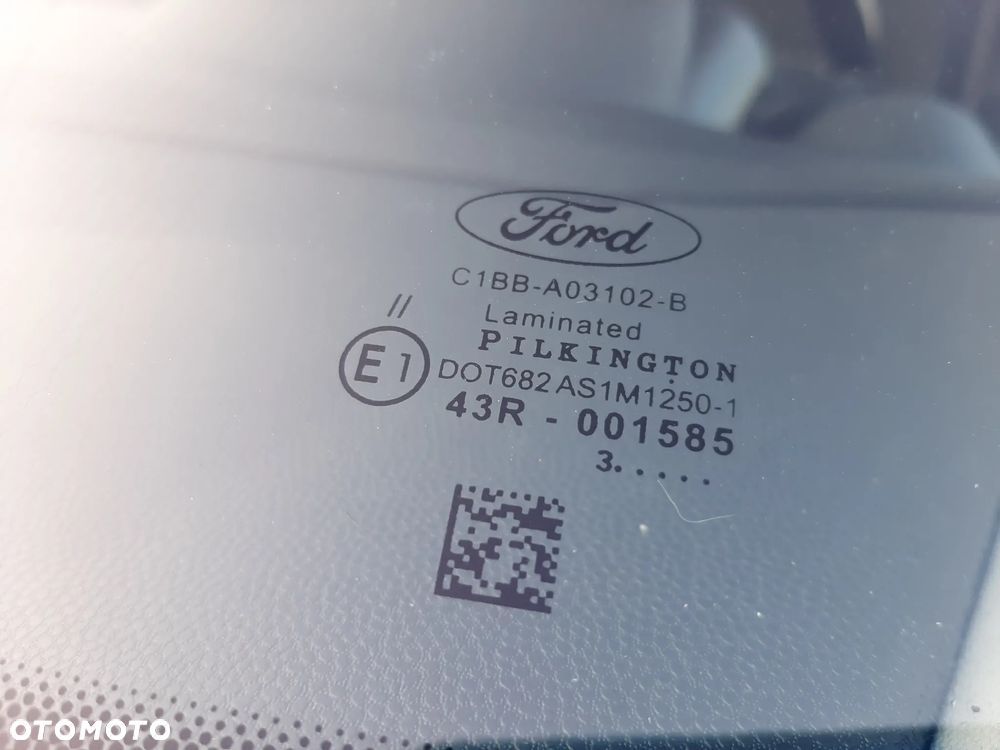 Ford
C1BB-A03102-B
//
Laminated
PILKINGTON
E1 DOT682 AS1M1250-1
43R - 001585
3. . . . .
OTOMOTO